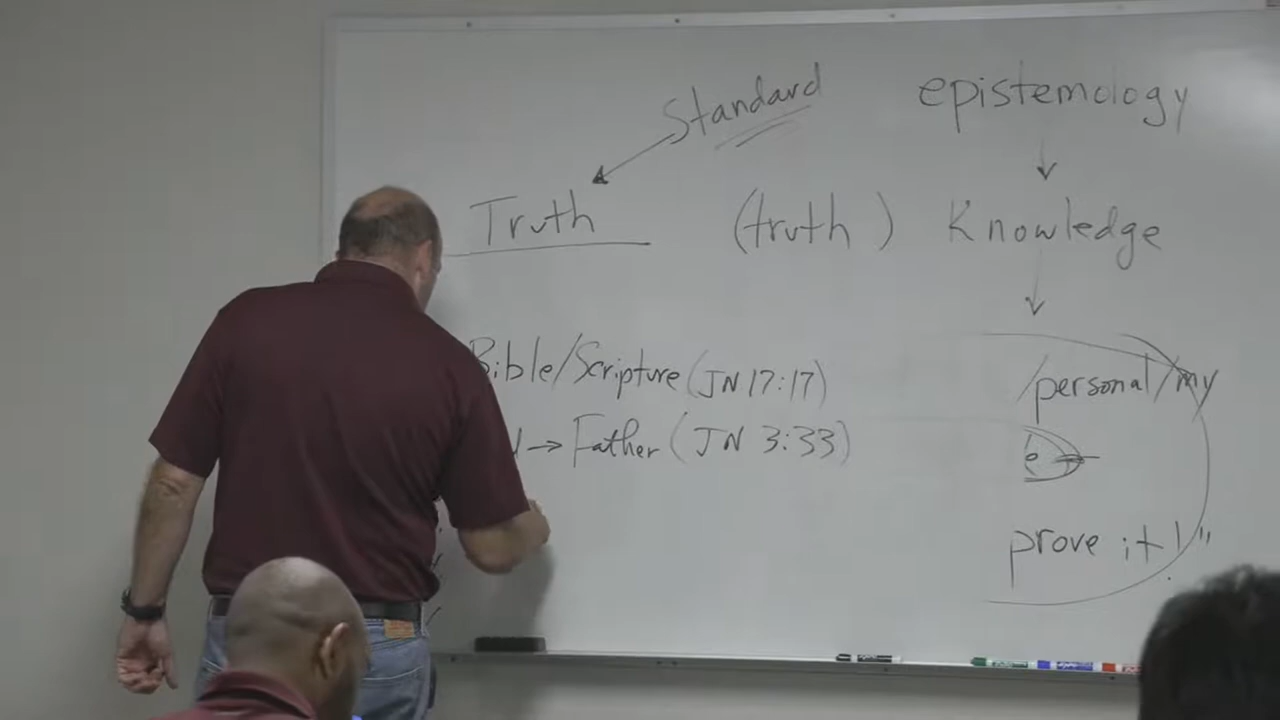 Standard
epistemology
Truth (truth) Knowledge
Bible/Scripture (JN 17:17)
/personal/my
→ Father (JN 3:33)
prove it!"